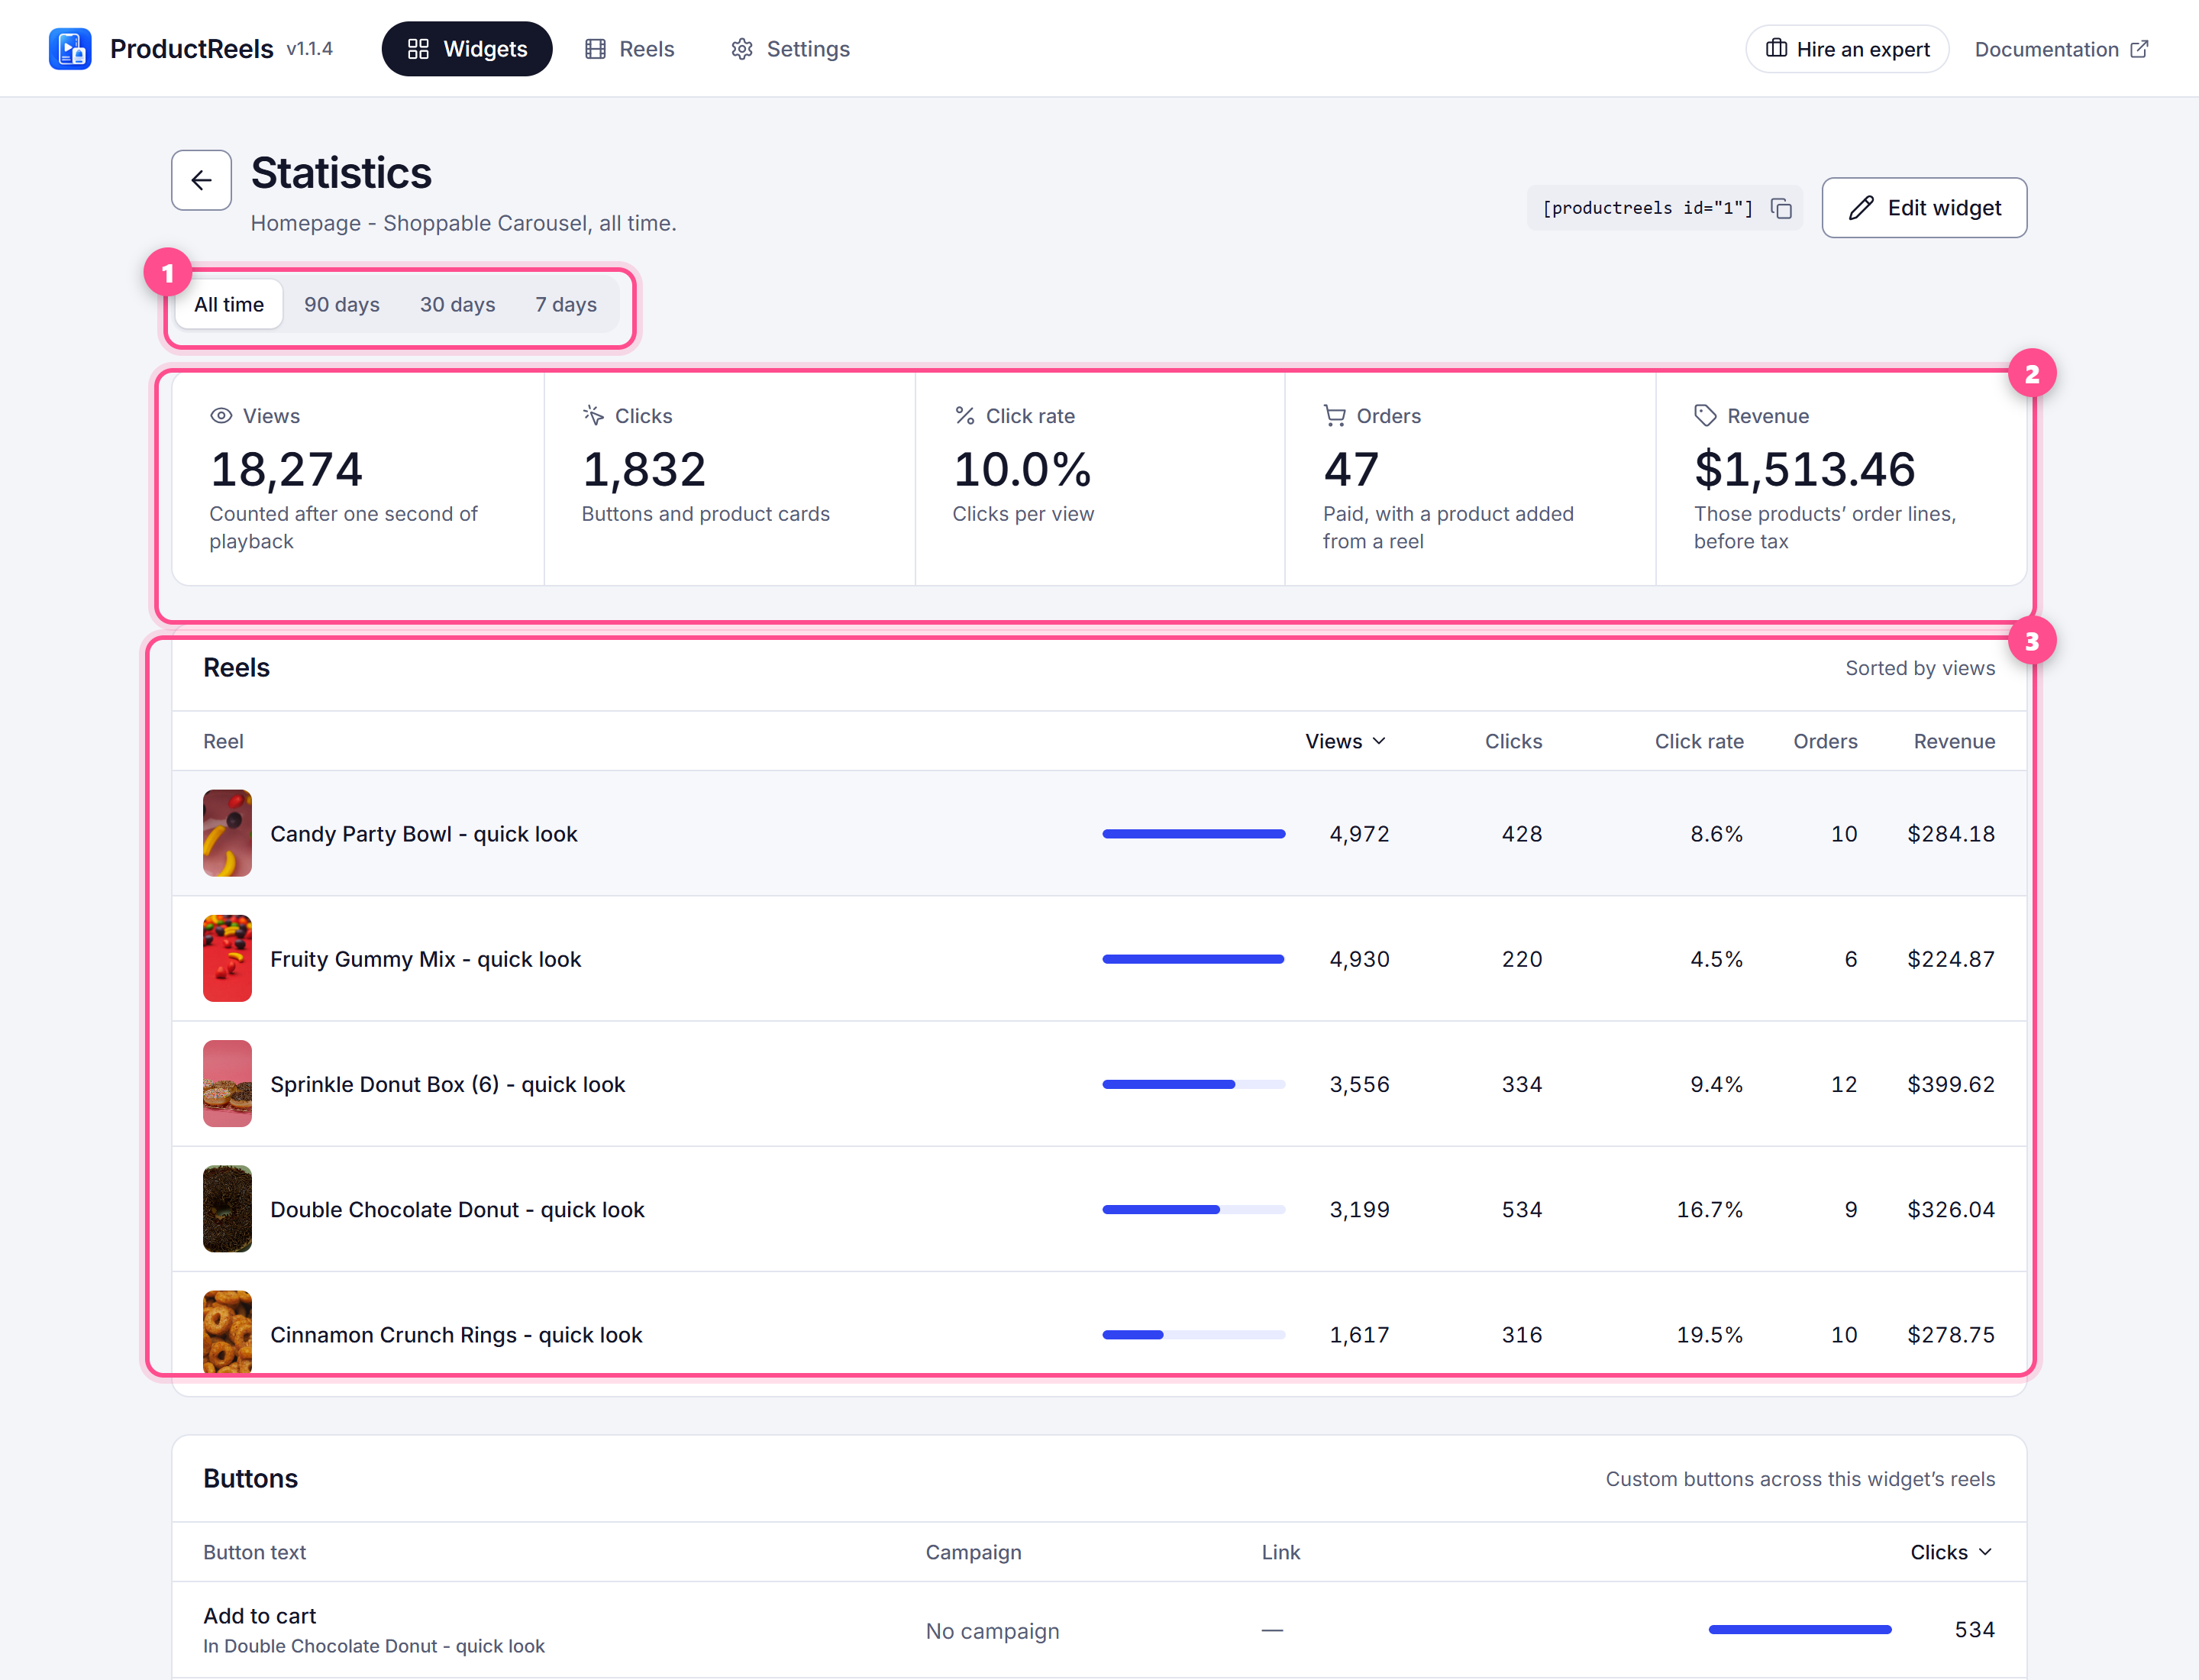 ProductReels v1.1.4 Widgets Reels Settings Hire an expert Documentation
Statistics
Homepage - Shoppable Carousel, all time.
[productreels id="1"] Edit widget
1
All time 90 days 30 days 7 days
2
Views Clicks Click rate Orders Revenue
18,274 1,832 10.0% 47 $1,513.46
Counted after one second of playback
Buttons and product cards
Clicks per view
Paid, with a product added from a reel
Those products’ order lines, before tax
3
Reels Sorted by views
Reel Views Clicks Click rate Orders Revenue
Candy Party Bowl - quick look 4,972 428 8.6% 10 $284.18
Fruity Gummy Mix - quick look 4,930 220 4.5% 6 $224.87
Sprinkle Donut Box (6) - quick look 3,556 334 9.4% 12 $399.62
Double Chocolate Donut - quick look 3,199 534 16.7% 9 $326.04
Cinnamon Crunch Rings - quick look 1,617 316 19.5% 10 $278.75
Buttons Custom buttons across this widget’s reels
Button text Campaign Link Clicks
Add to cart
In Double Chocolate Donut - quick look
No campaign — 534